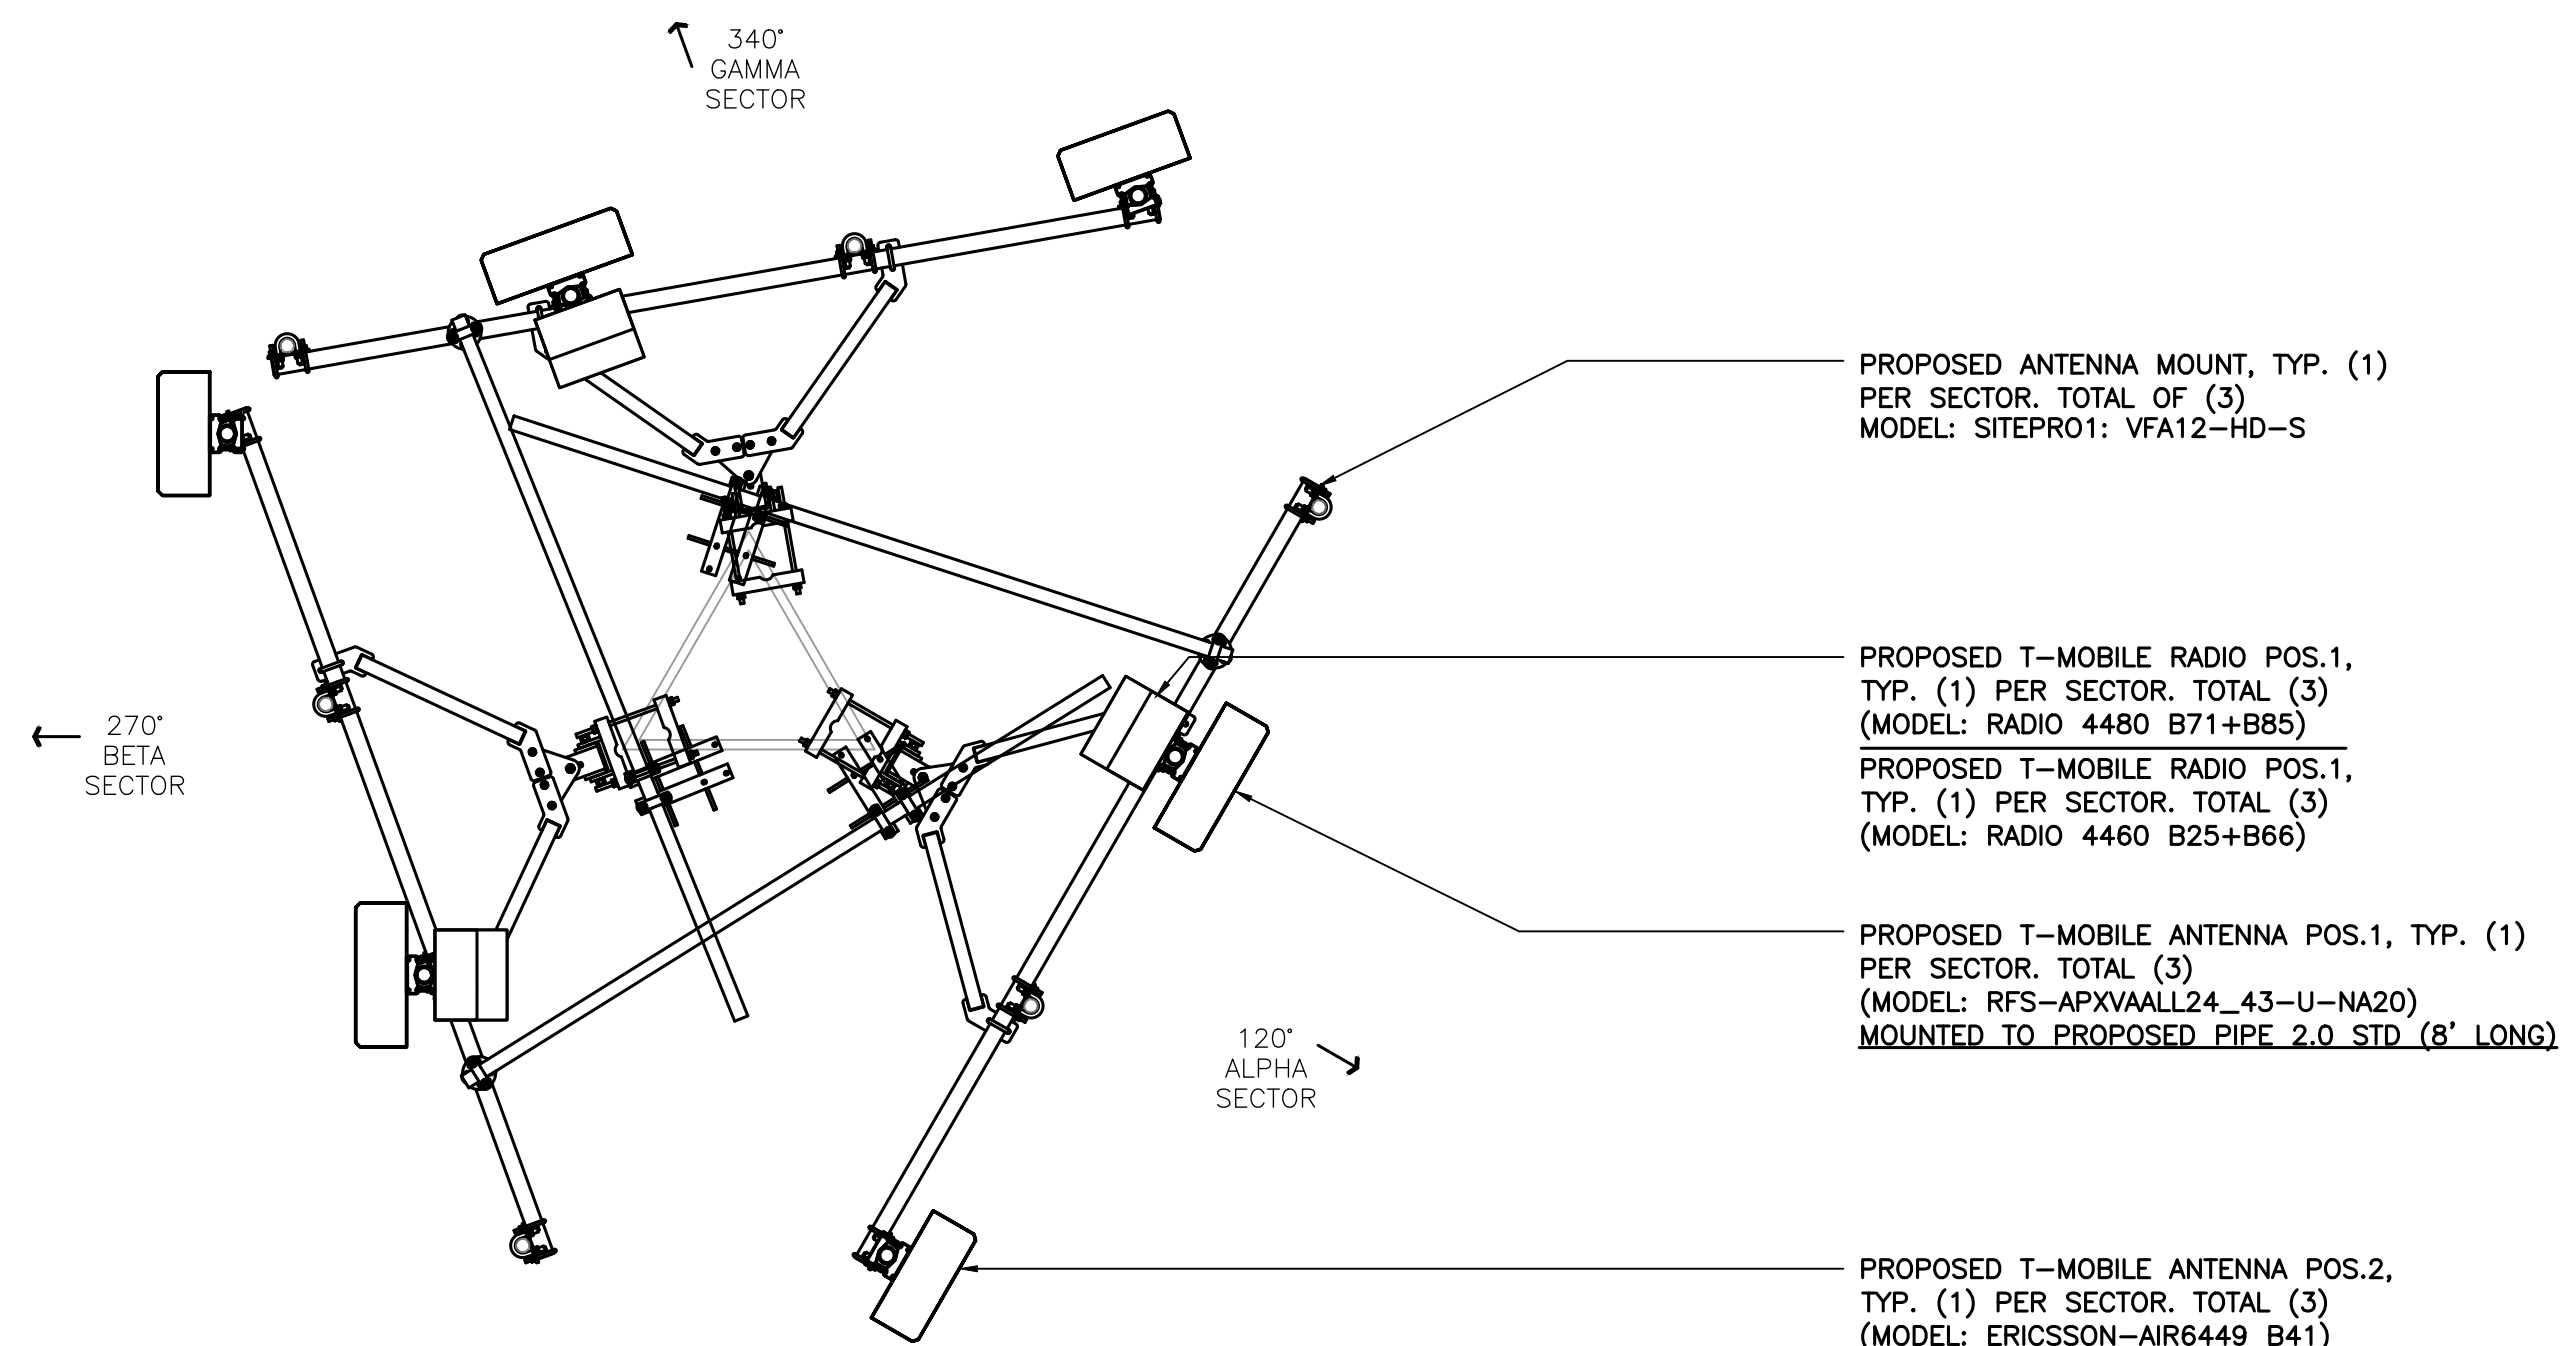 340°
GAMMA
SECTOR
PROPOSED ANTENNA MOUNT, TYP. (1)
PER SECTOR. TOTAL OF (3)
MODEL: SITEPRO1: VFA12-HD-S
PROPOSED T-MOBILE RADIO POS.1,
TYP. (1) PER SECTOR. TOTAL (3)
(MODEL: RADIO 4480 B71+B85)
PROPOSED T-MOBILE RADIO POS.1,
TYP. (1) PER SECTOR. TOTAL (3)
(MODEL: RADIO 4460 B25+B66)
270°
BETA
SECTOR
PROPOSED T-MOBILE ANTENNA POS.1, TYP. (1)
PER SECTOR. TOTAL (3)
(MODEL: RFS-APXVAALL24_43-U-NA20)
MOUNTED TO PROPOSED PIPE 2.0 STD (8' LONG)
120°
ALPHA
SECTOR
PROPOSED T-MOBILE ANTENNA POS.2,
TYP. (1) PER SECTOR. TOTAL (3)
(MODEL: ERICSSON-AIR6449 B41)